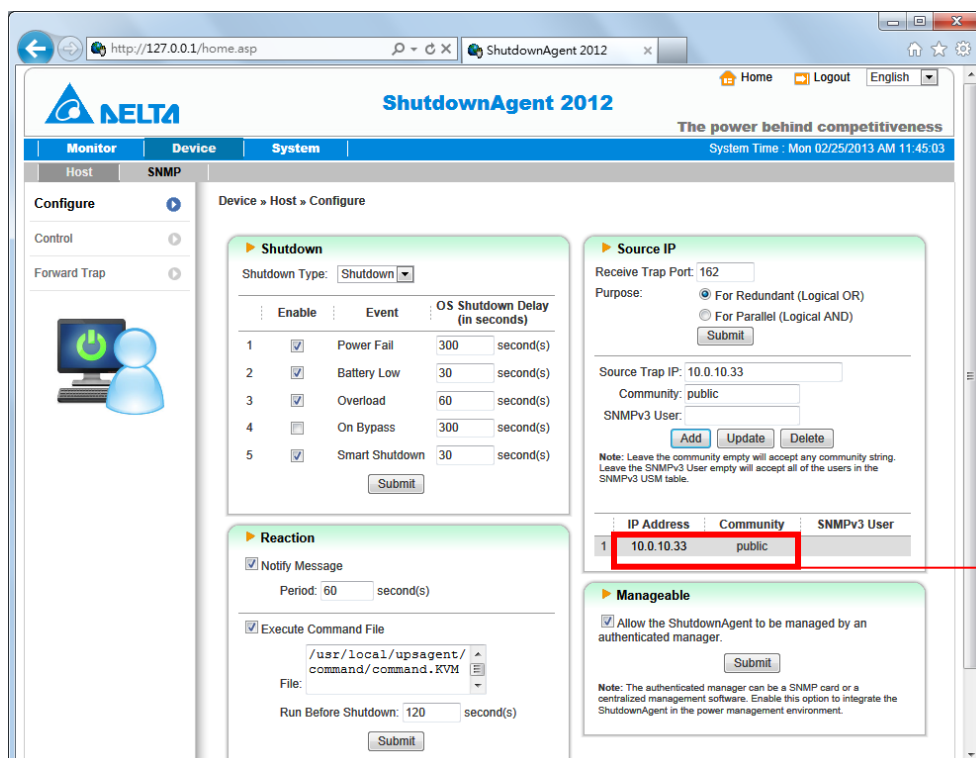 http://127.0.0.1/home.asp
ShutdownAgent 2012
Home Logout English
DELTA
ShutdownAgent 2012
The power behind competitiveness
Monitor Device System
System Time : Mon 02/25/2013 AM 11:45:03
Host SNMP
Configure
Control
Forward Trap
Device » Host » Configure
Shutdown
Shutdown Type: Shutdown
Enable Event OS Shutdown Delay
(in seconds)
1 Power Fail 300 second(s)
2 Battery Low 30 second(s)
3 Overload 60 second(s)
4 On Bypass 300 second(s)
5 Smart Shutdown 30 second(s)
Submit
Reaction
Notify Message
Period: 60 second(s)
Execute Command File
/usr/local/upsagent/
command/command.KVM
File:
Run Before Shutdown: 120 second(s)
Submit
Source IP
Receive Trap Port: 162
Purpose: For Redundant (Logical OR)
For Parallel (Logical AND)
Submit
Source Trap IP: 10.0.10.33
Community: public
SNMPv3 User:
Add Update Delete
Note: Leave the community empty will accept any community string.
Leave the SNMPv3 User empty will accept all of the users in the
SNMPv3 USM table.
IP Address Community SNMPv3 User
1 10.0.10.33 public
Manageable
Allow the ShutdownAgent to be managed by an
authenticated manager.
Submit
Note: The authenticated manager can be a SNMP card or a
centralized management software. Enable this option to integrate the
ShutdownAgent in the power management environment.